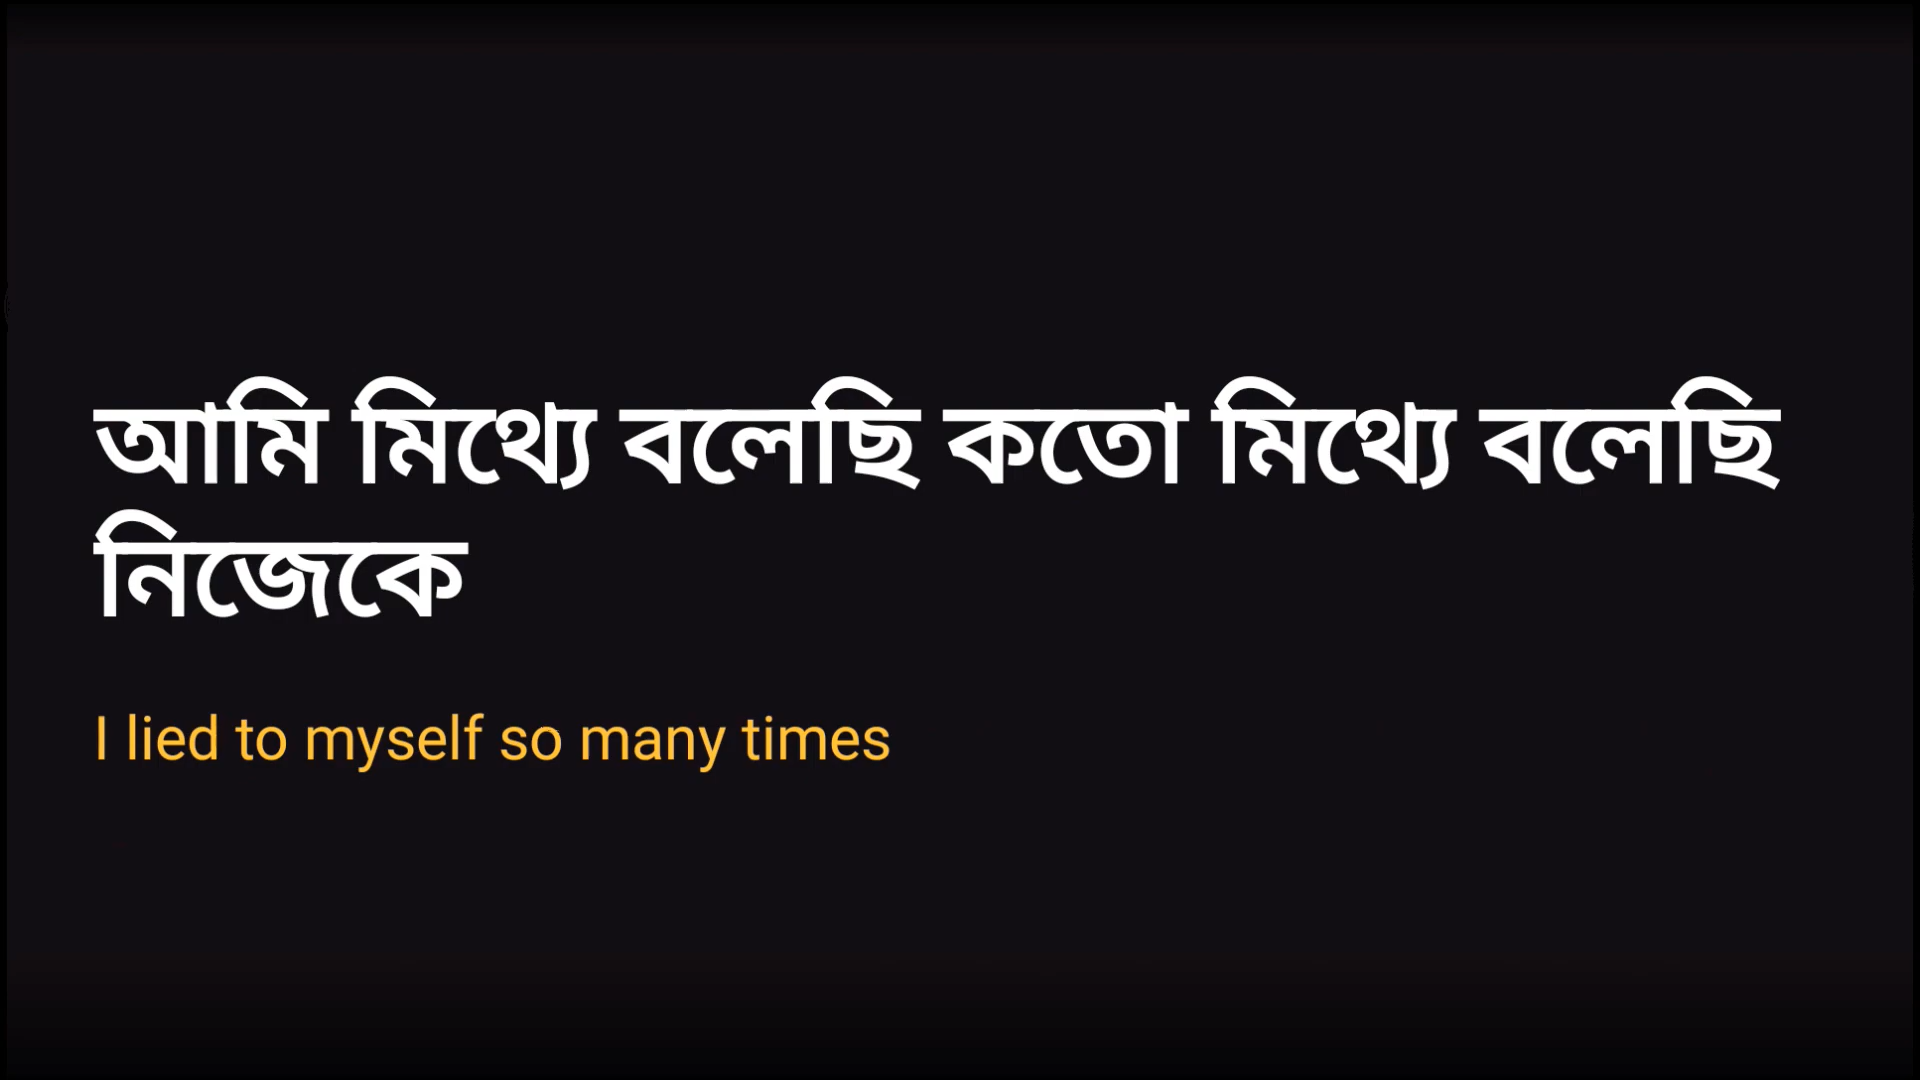 আমি মিথ্যে বলেছি কতো মিথ্যে বলেছি
নিজেকে
I lied to myself so many times